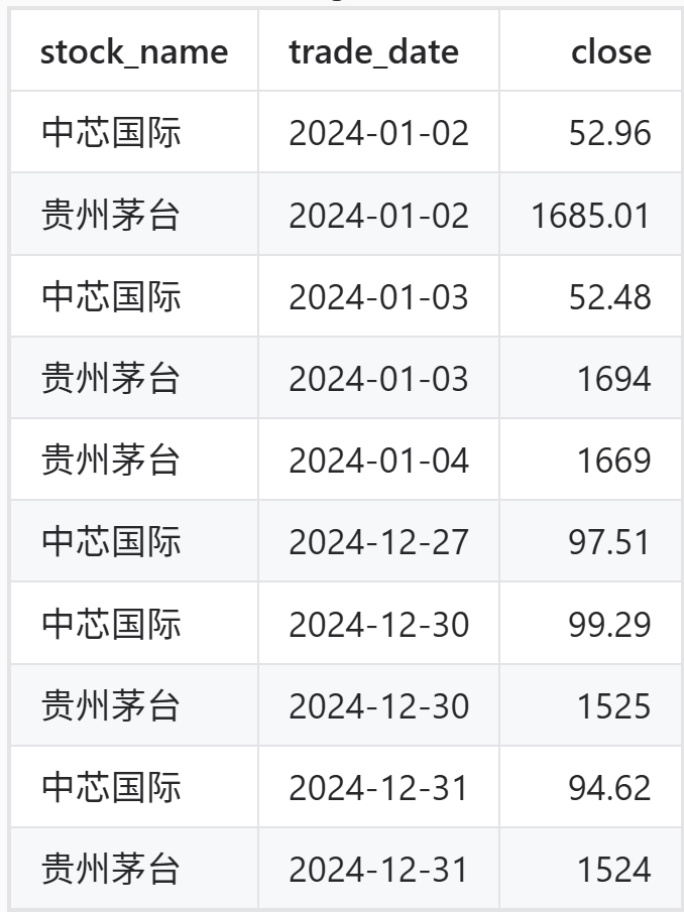 stock_name trade_date close
中芯国际 2024-01-02 52.96
贵州茅台 2024-01-02 1685.01
中芯国际 2024-01-03 52.48
贵州茅台 2024-01-03 1694
贵州茅台 2024-01-04 1669
中芯国际 2024-12-27 97.51
中芯国际 2024-12-30 99.29
贵州茅台 2024-12-30 1525
中芯国际 2024-12-31 94.62
贵州茅台 2024-12-31 1524